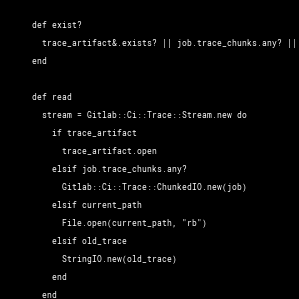 def exist?
trace_artifact&.exists? || job.trace_chunks.any? ||
end
def read
stream = Gitlab::Ci::Trace::Stream.new do
if trace_artifact
trace_artifact.open
elsif job.trace_chunks.any?
Gitlab::Ci::Trace::ChunkedIO.new(job)
elsif current_path
File.open(current_path, "rb")
elsif old_trace
StringIO.new(old_trace)
end
end